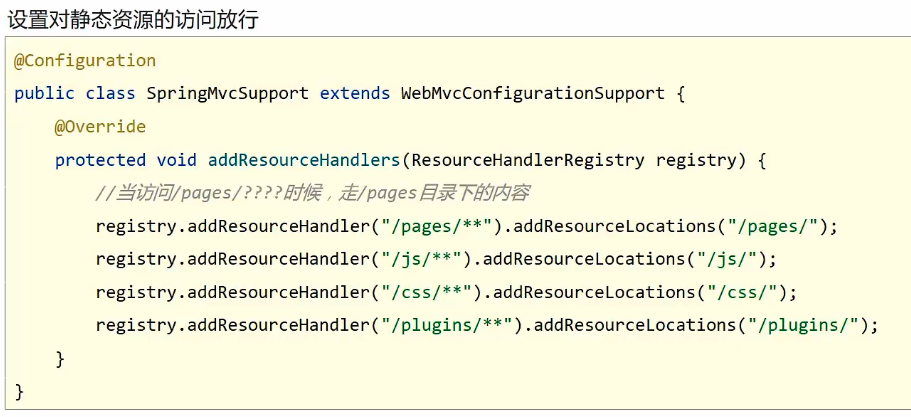 设置对静态资源的访问放行
@Configuration
public class SpringMvcSupport extends WebMvcConfigurationSupport {
    @Override
    protected void addResourceHandlers(ResourceHandlerRegistry registry) {
        //当访问/pages/????时候，走/pages目录下的内容
        registry.addResourceHandler("/pages/**").addResourceLocations("/pages/");
        registry.addResourceHandler("/js/**").addResourceLocations("/js/");
        registry.addResourceHandler("/css/**").addResourceLocations("/css/");
        registry.addResourceHandler("/plugins/**").addResourceLocations("/plugins/");
    }
}